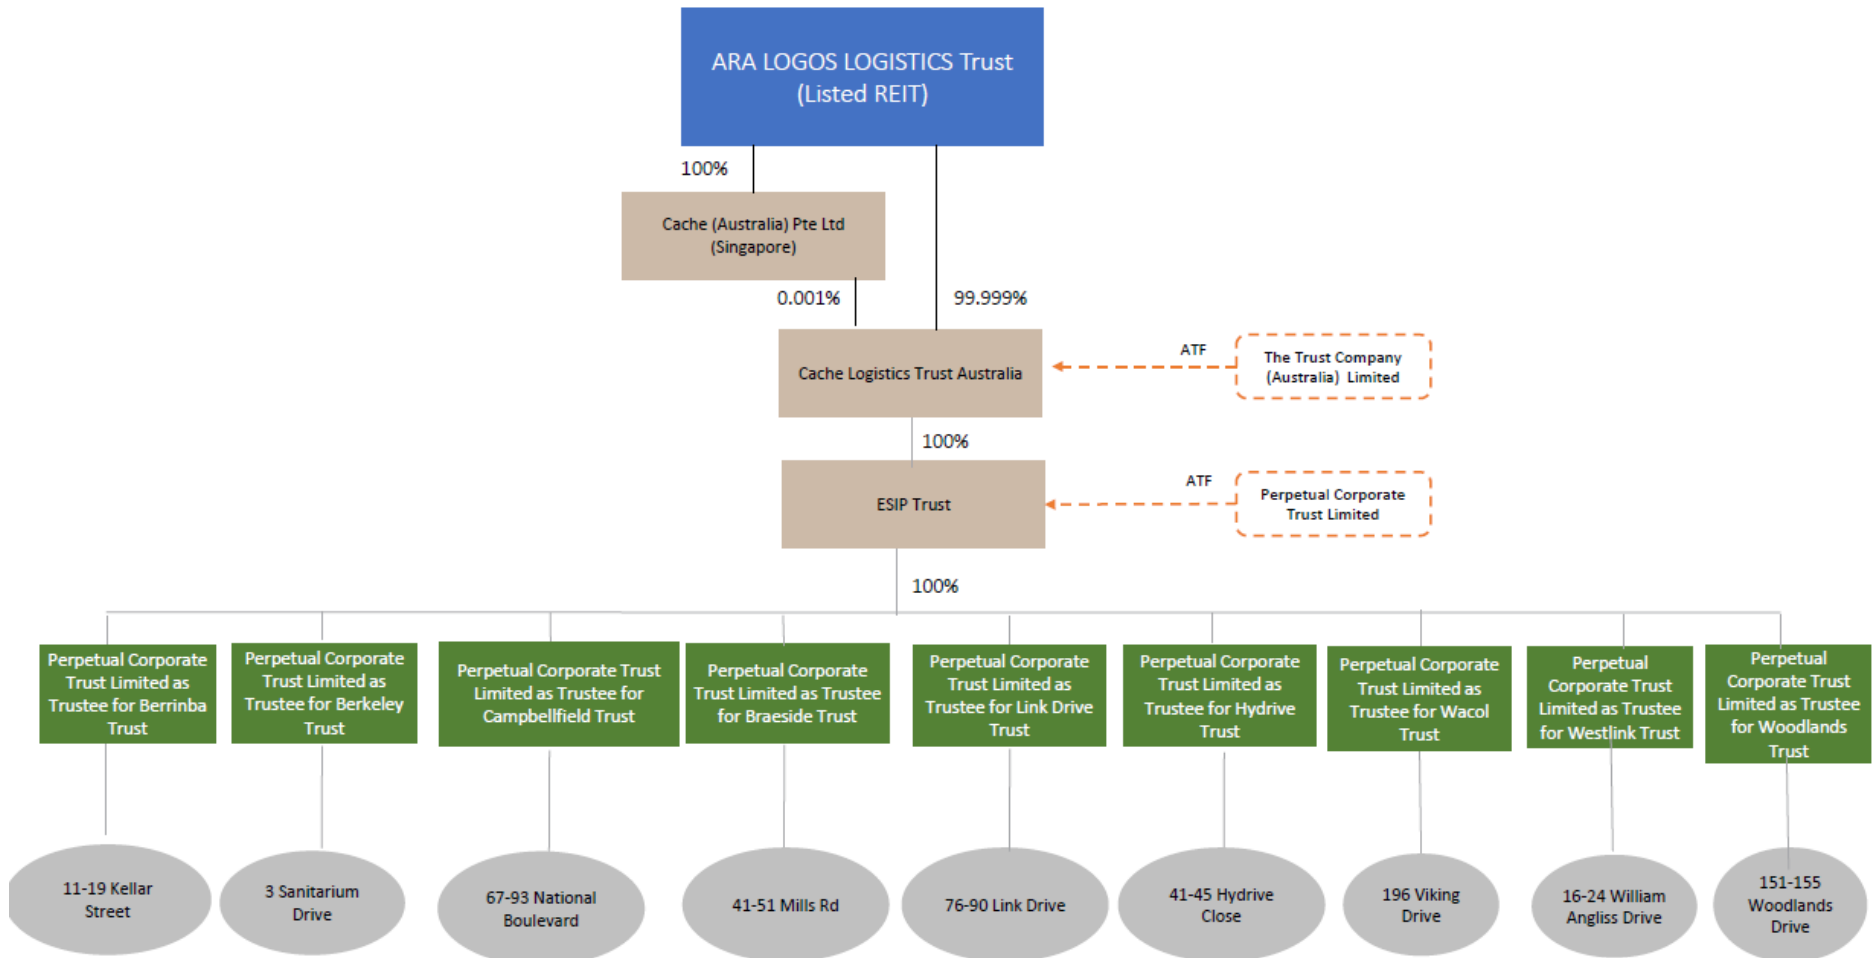 ARA LOGOS LOGISTICS Trust
(Listed REIT)
100%
Cache (Australia) Pte Ltd
(Singapore)
0.001%
99.999%
Cache Logistics Trust Australia
ATF
The Trust Company
(Australia) Limited
100%
ESIP Trust
ATF
Perpetual Corporate
Trust Limited
100%
Perpetual Corporate
Trust Limited as
Trustee for Berrinba
Trust
Perpetual Corporate
Trust Limited as
Trustee for Berkeley
Trust
Perpetual Corporate Trust
Limited as Trustee for
Campbellfield Trust
Perpetual Corporate
Trust Limited as Trustee
for Braeside Trust
Perpetual Corporate
Trust Limited as
Trustee for Link Drive
Trust
Perpetual Corporate
Trust Limited as
Trustee for Hydrive
Trust
Perpetual Corporate
Trust Limited as
Trustee for Wacol
Trust
Perpetual
Corporate Trust
Limited as Trustee
for Westlink Trust
Perpetual
Corporate Trust
Limited as Trustee
for Woodlands
Trust
11-19 Kellar
Street
3 Sanitarium
Drive
67-93 National
Boulevard
41-51 Mills Rd
76-90 Link Drive
41-45 Hydrive
Close
196 Viking
Drive
16-24 William
Angliss Drive
151-155
Woodlands
Drive